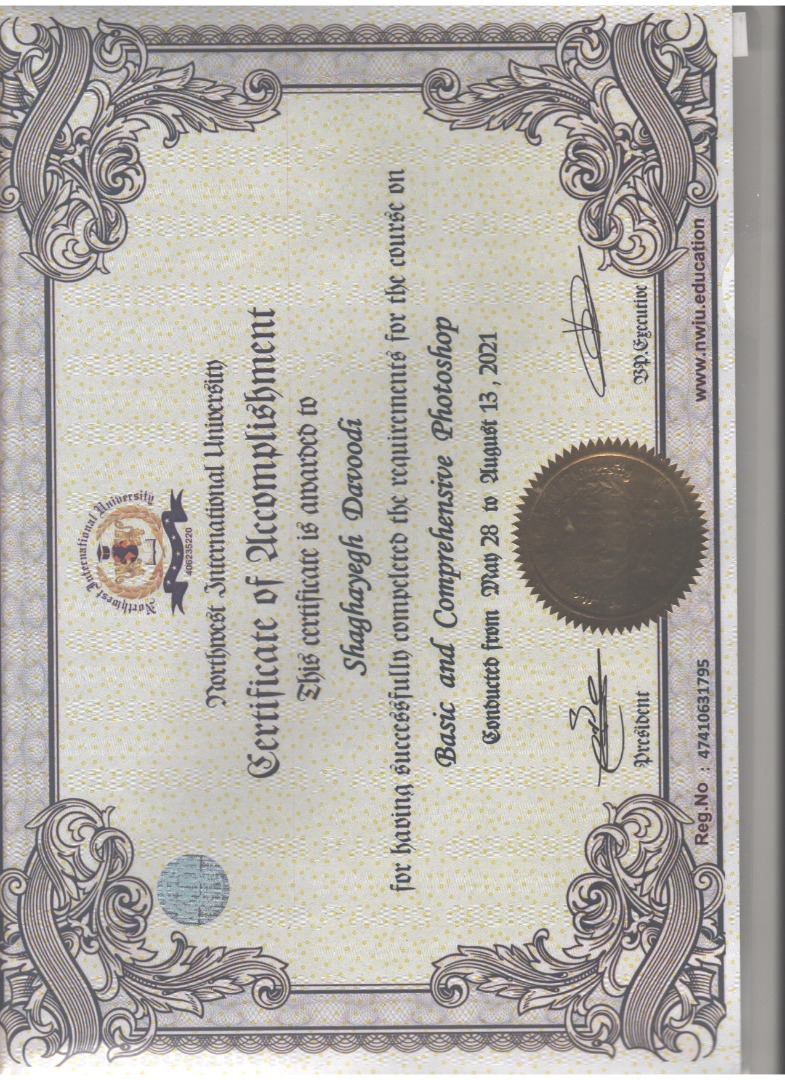 Northwest International University
406235220
Northwest International University
Certificate of Accomplishment
This certificate is awarded to
Shaghayegh Davoodi
for having successfully compeleted the requirements for the course on
Basic and Comprehensive Photoshop
Conducted from May 28 to August 13 , 2021
President
VP.Executive
Reg.No : 47410631795
www.nwiu.education